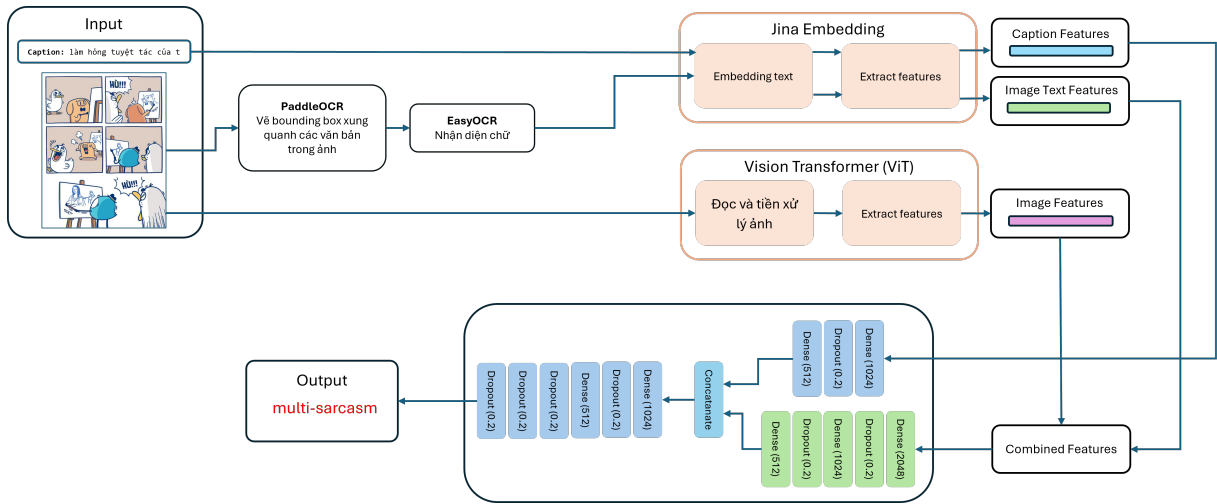 Input
Caption: làm hỏng tuyệt tác của t
HÙ!!!
HÙ!!!
PaddleOCR
Vẽ bounding box xung
quanh các văn bản
trong ảnh
EasyOCR
Nhận diện chữ
Jina Embedding
Embedding text
Extract features
Caption Features
Image Text Features
Vision Transformer (ViT)
Đọc và tiền xử
lý ảnh
Extract features
Image Features
Output
multi-sarcasm
Dropout (0.2)
Dropout (0.2)
Dropout (0.2)
Dense (512)
Dropout (0.2)
Dense (1024)
Concatanate
Dense (512)
Dropout (0.2)
Dense (1024)
Dense (512)
Dropout (0.2)
Dense (1024)
Dropout (0.2)
Dense (2048)
Combined Features